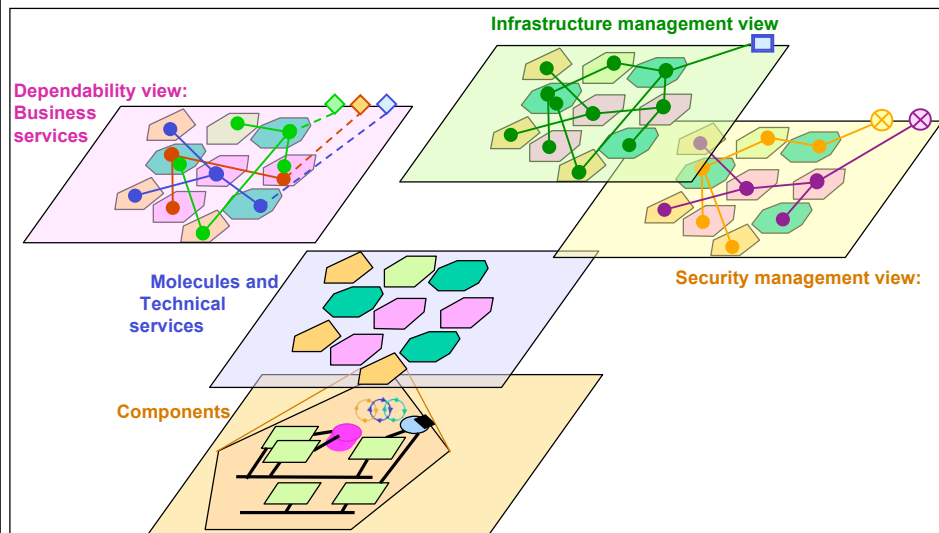 Infrastructure management view
Dependability view:
Business
services
Molecules and
Technical
services
Security management view:
Components